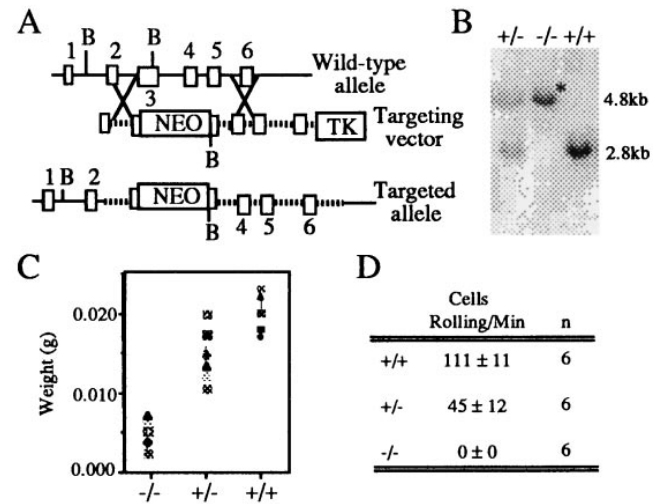 A
1 B 2 B 4 5 6
Wild-type
allele
3
NEO
TK
Targeting
vector
B
1 B 2
NEO
Targeted
allele
B 4 5 6
B
+/- -/- +/+
*
4.8kb
2.8kb
C
Weight (g)
0.020
0.010
0.000
-/- +/- +/+
D
Cells
Rolling/Min n
+/+ 111 ± 11 6
+/- 45 ± 12 6
-/- 0 ± 0 6